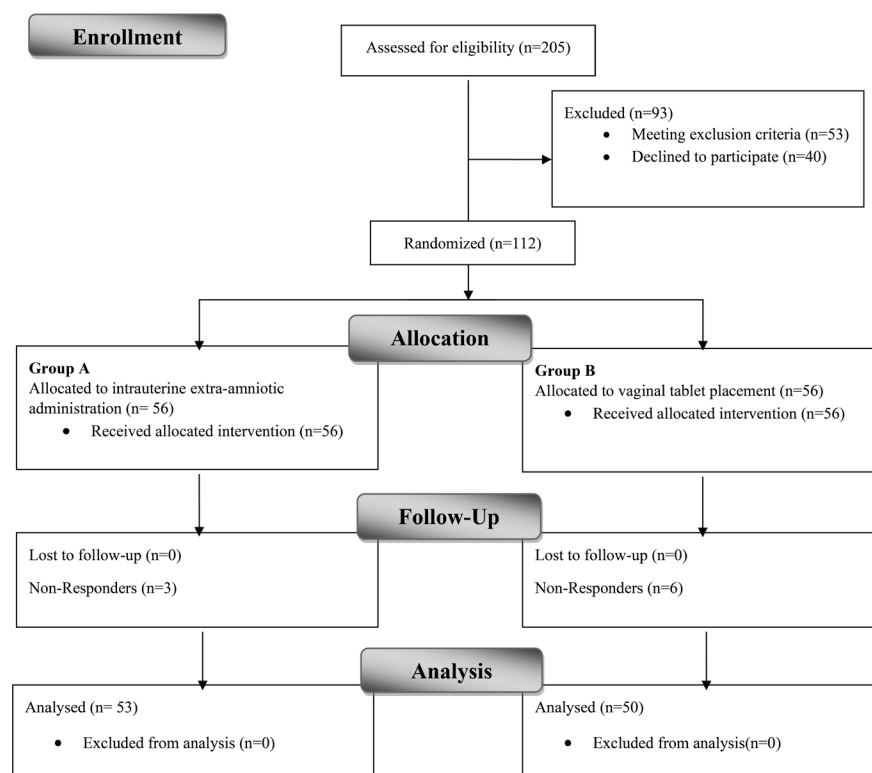 Enrollment
Assessed for eligibility (n=205)
Excluded (n=93)
• Meeting exclusion criteria (n=53)
• Declined to participate (n=40)
Randomized (n=112)
Allocation
Group A
Allocated to intrauterine extra-amniotic
administration (n= 56)
• Received allocated intervention (n=56)
Group B
Allocated to vaginal tablet placement (n=56)
• Received allocated intervention (n=56)
Follow-Up
Lost to follow-up (n=0)
Non-Responders (n=3)
Lost to follow-up (n=0)
Non-Responders (n=6)
Analysis
Analysed (n= 53)
• Excluded from analysis (n=0)
Analysed (n=50)
• Excluded from analysis(n=0)